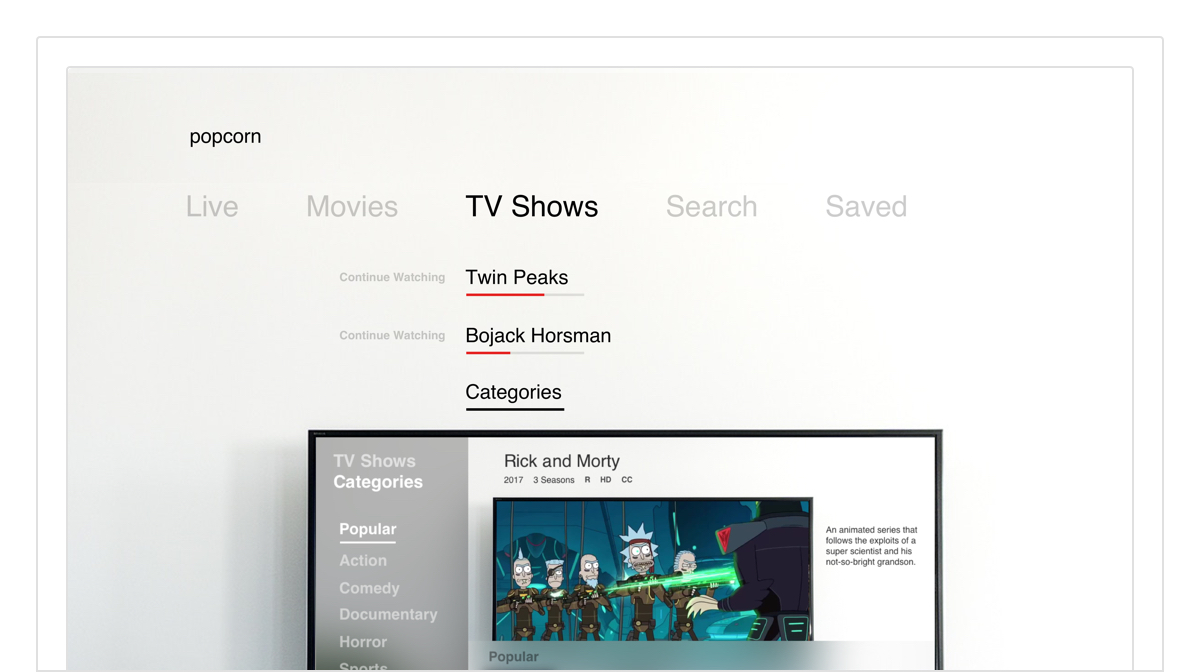 popcorn
Live Movies TV Shows Search Saved
Continue Watching Twin Peaks
Continue Watching Bojack Horsman
Categories
TV Shows
Categories
Popular
Action
Comedy
Documentary
Horror
Sports
Rick and Morty
2017 3 Seasons R HD CC
An animated series that
follows the exploits of a
super scientist and his
not-so-bright grandson.
Popular